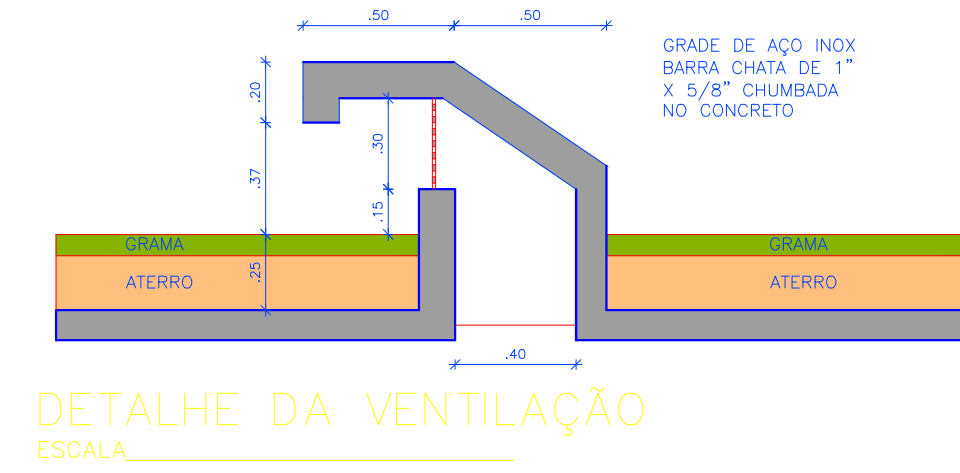 .50
.50
GRADE DE AÇO INOX
BARRA CHATA DE 1"
X 5/8" CHUMBADA
NO CONCRETO
.20
.30
.37
.15
GRAMA
GRAMA
.25
ATERRO
ATERRO
.40
DETALHE DA VENTILAÇÃO
ESCALA